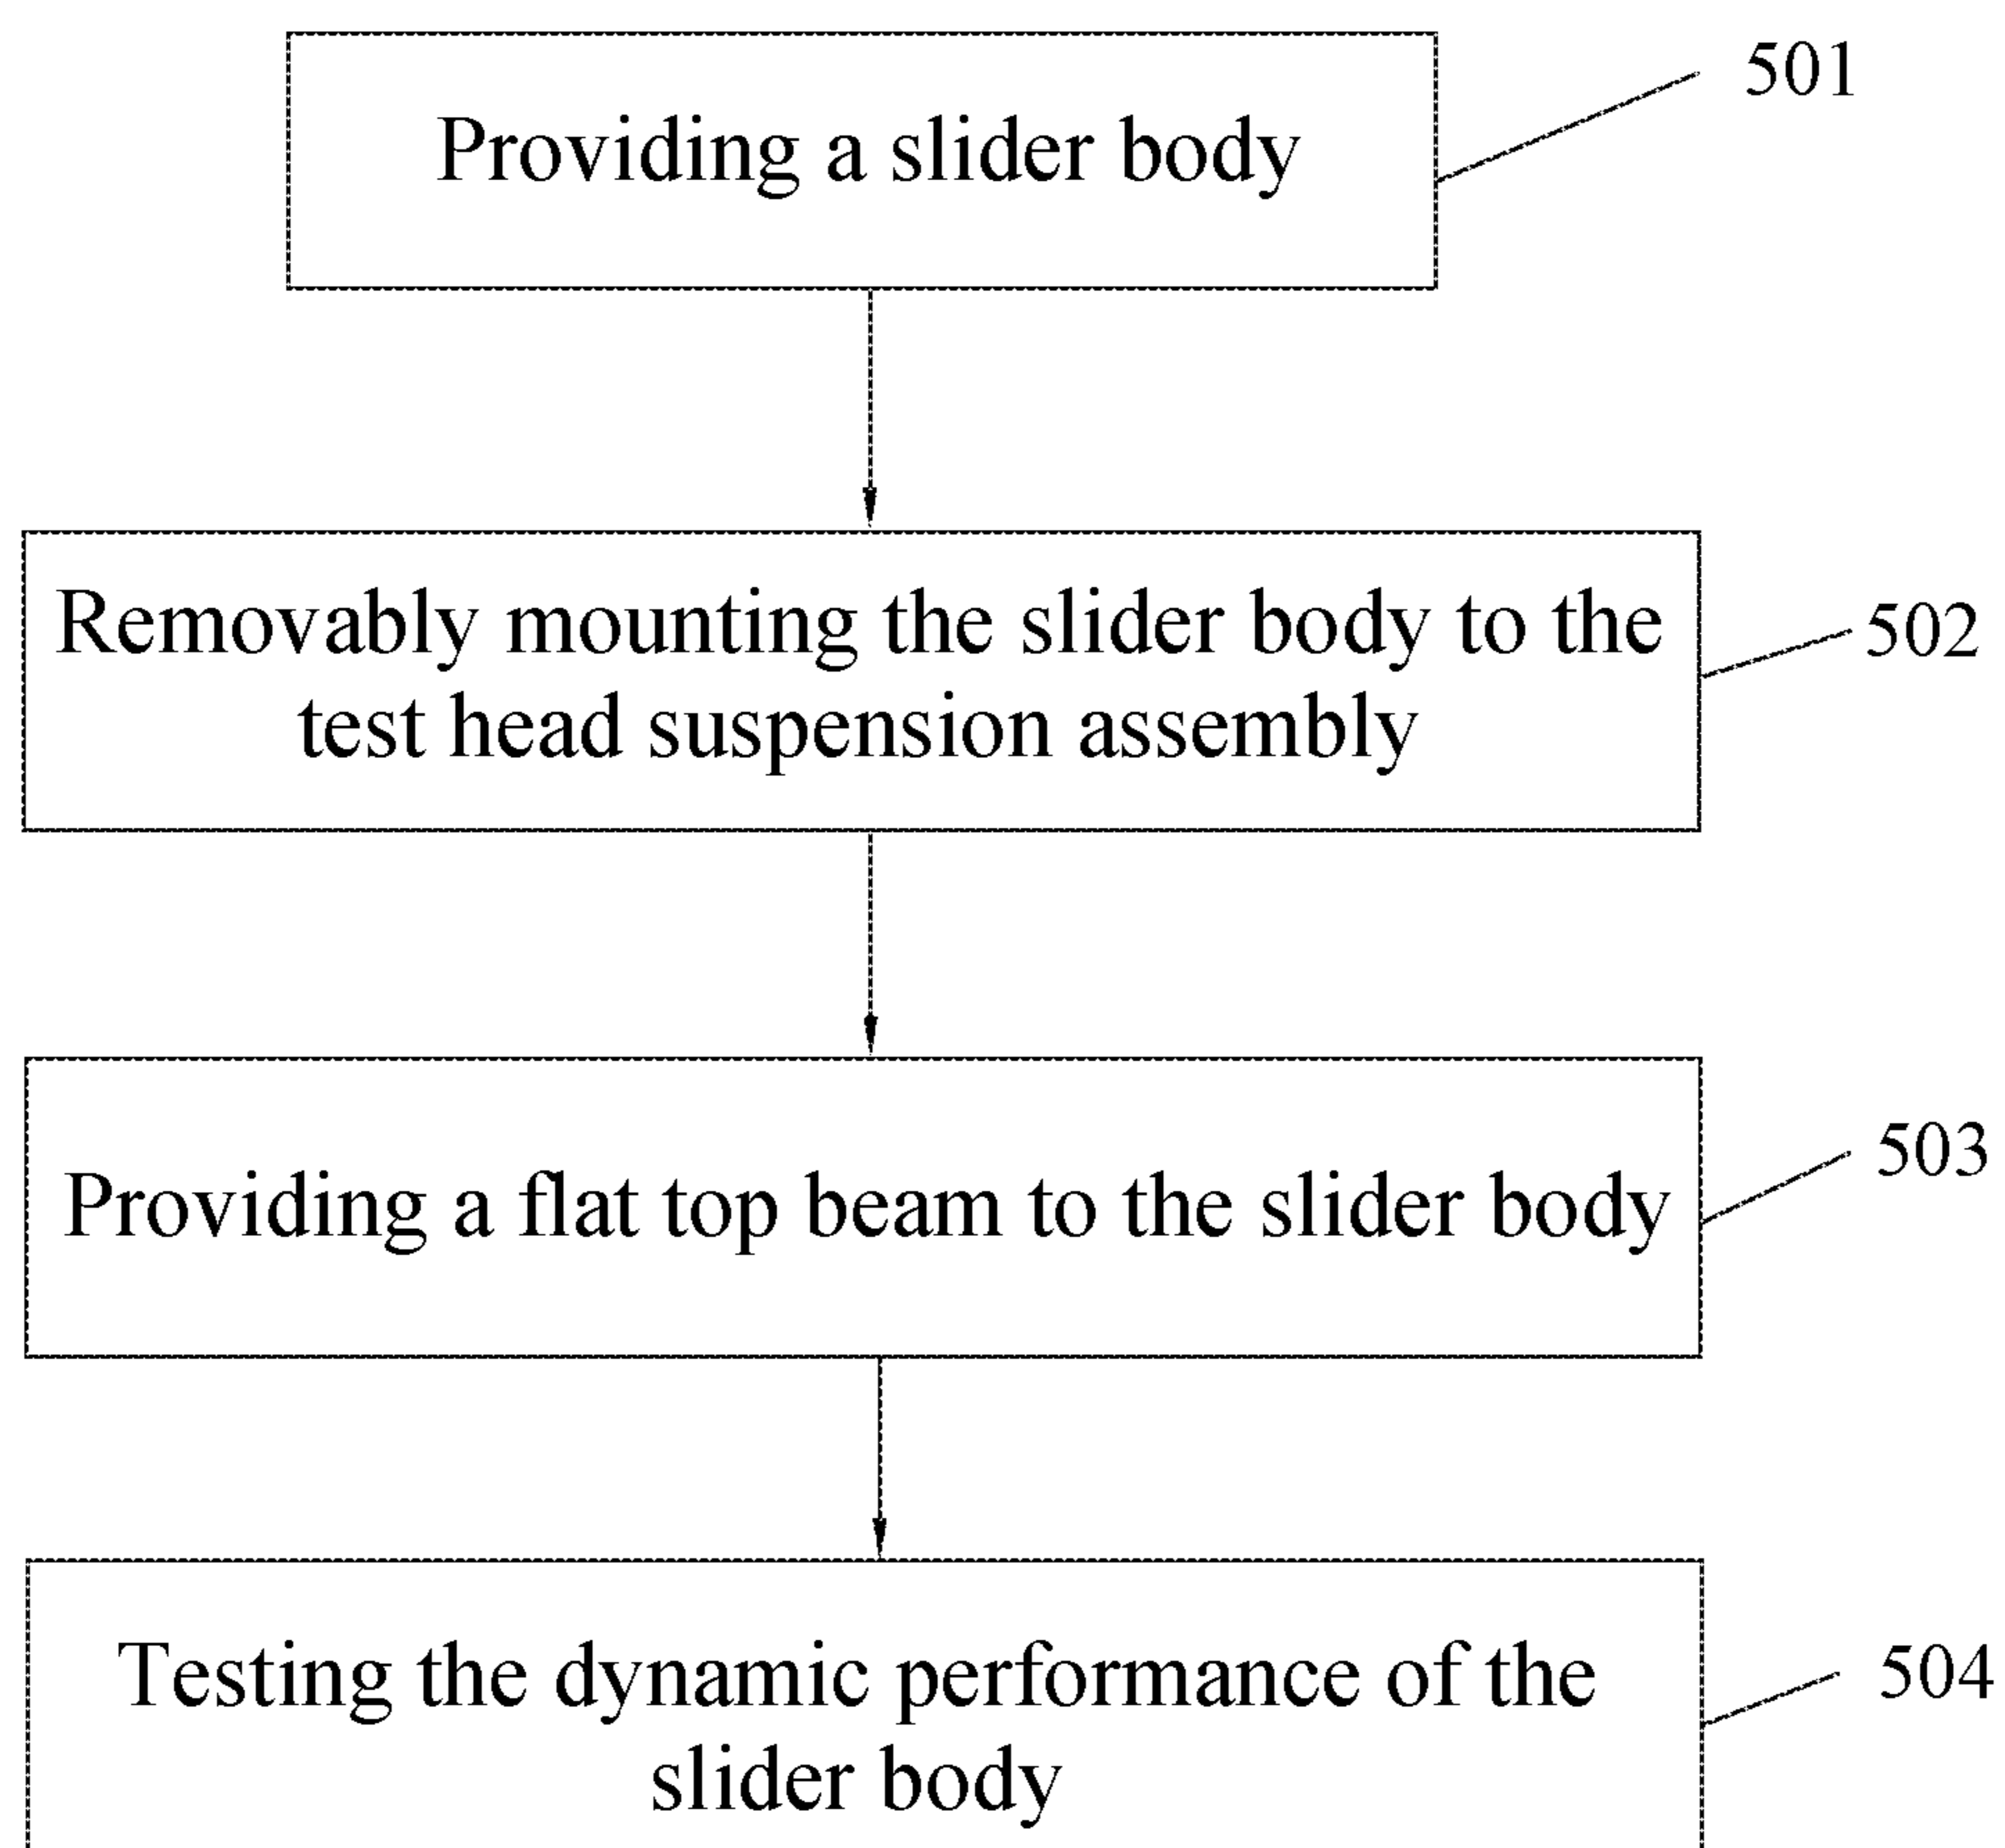 Providing a slider body
501
Removably mounting the slider body to the
test head suspension assembly
502
Providing a flat top beam to the slider body
503
Testing the dynamic performance of the
slider body
504